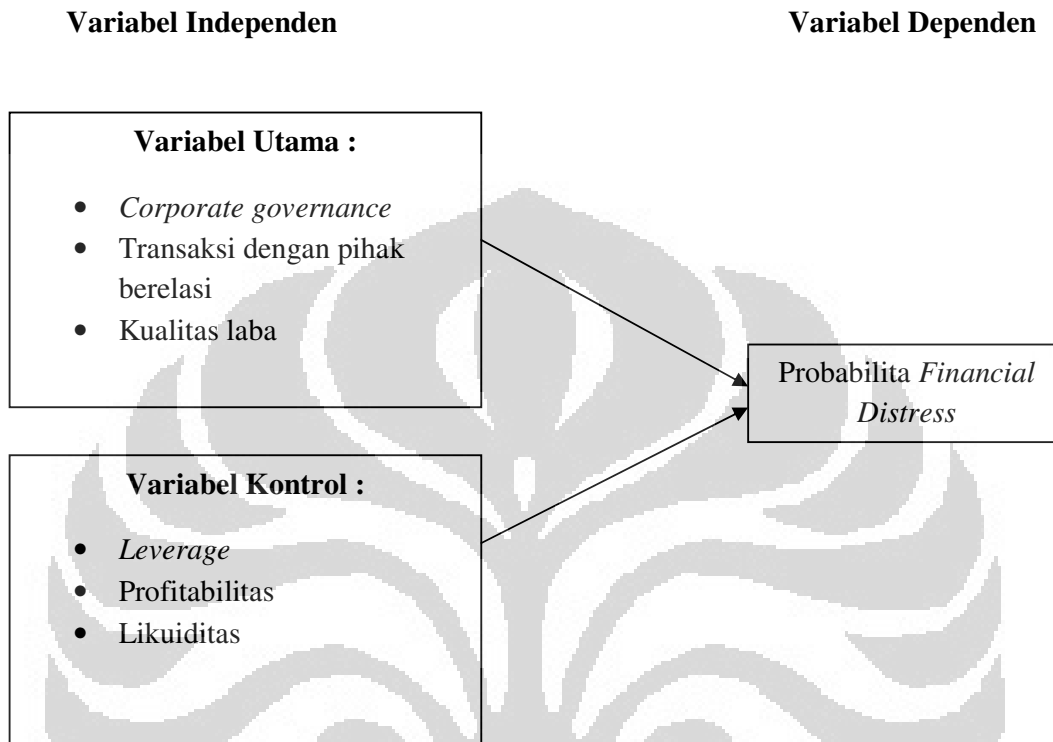 Variabel Independen
Variabel Dependen
Variabel Utama :
• Corporate governance
• Transaksi dengan pihak
berelasi
• Kualitas laba
Probabilita Financial
Distress
Variabel Kontrol :
• Leverage
• Profitabilitas
• Likuiditas